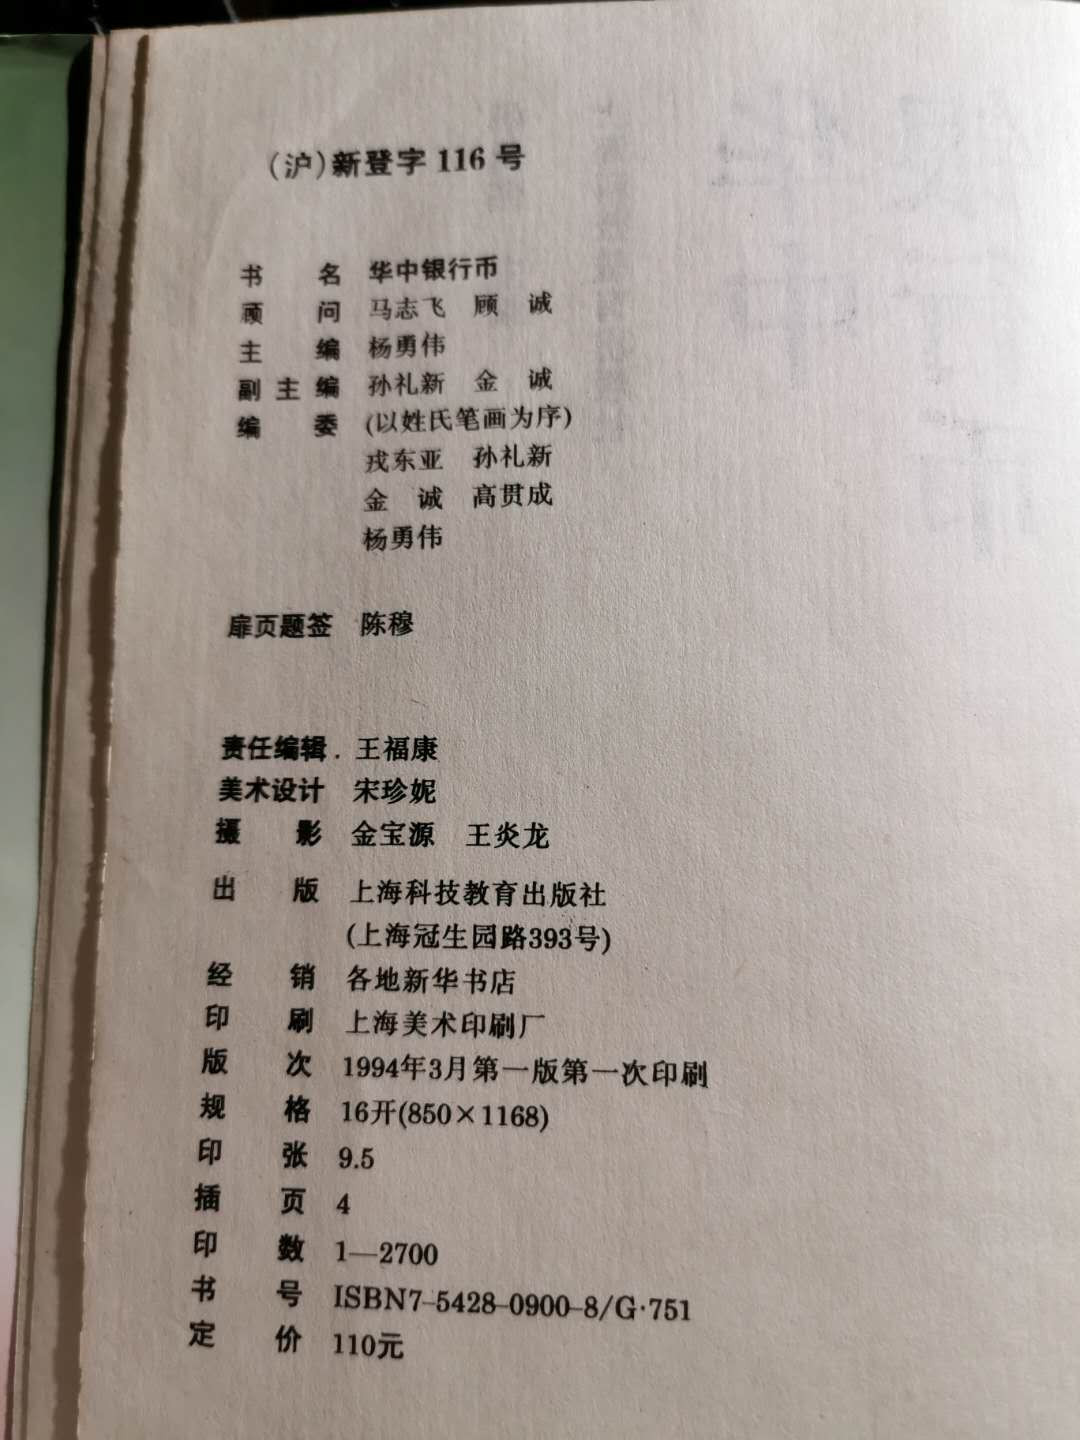 (沪)新登字116号
书 名 华中银行币
顾 问 马志飞 顾 诚
主 编 杨勇伟
副 主 编 孙礼新 金 诚
编 委 (以姓氏笔画为序)
戎东亚 孙礼新
金 诚 高贯成
杨勇伟
扉页题签 陈穆
责任编辑. 王福康
美术设计 宋珍妮
摄 影 金宝源 王炎龙
出 版 上海科技教育出版社
(上海冠生园路393号)
经 销 各地新华书店
印 刷 上海美术印刷厂
版 次 1994年3月第一版第一次印刷
规 格 16开(850×1168)
印 张 9.5
插 页 4
印 数 1—2700
书 号 ISBN7-5428-0900-8/G·751
定 价 110元